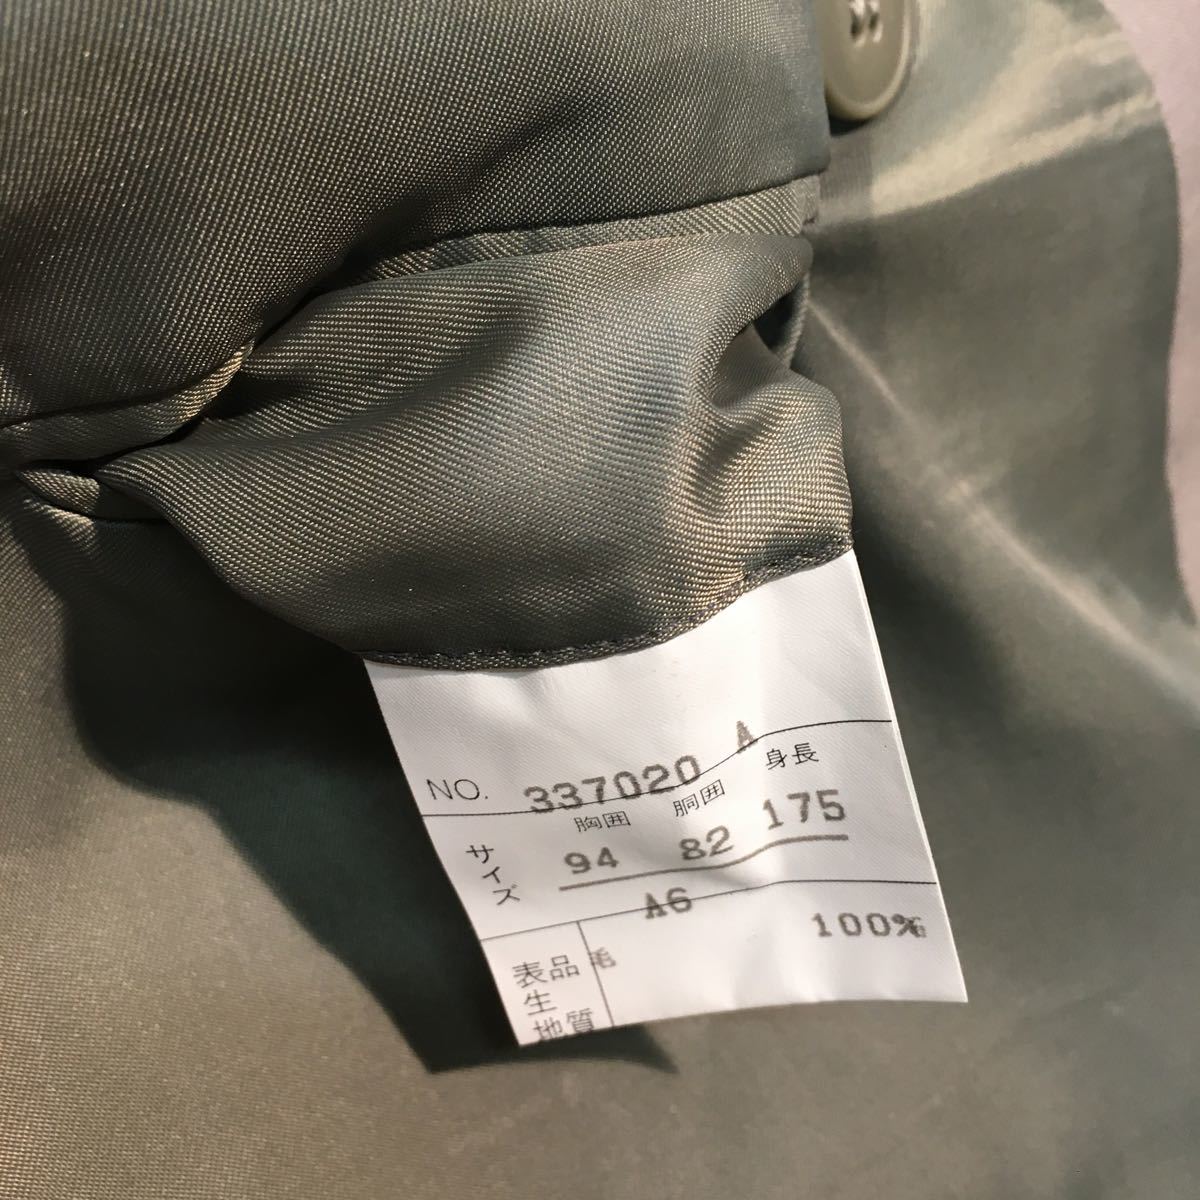 NO. 337020 A
胸囲 胴囲 身長
サイズ 94 82 175
A6
表生地 品質 毛 100%